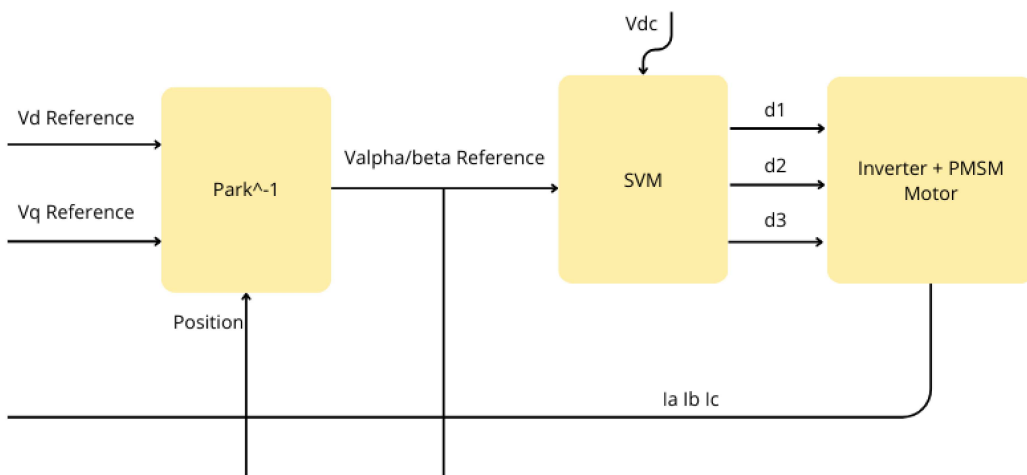 Vdc
Vd Reference
d1
Valpha/beta Reference
d2
Inverter + PMSM
Motor
SVM
Park^-1
Vq Reference
d3
Position
Ia Ib Ic